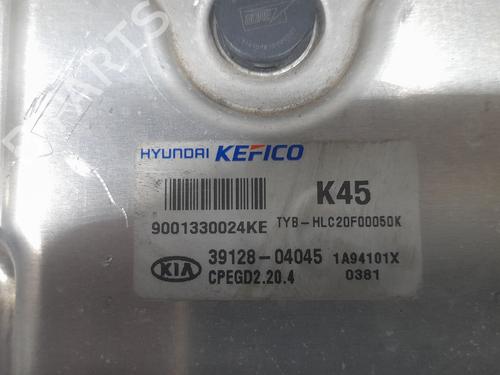 HYUNDAI KEFICO
K45
9001330024KE
TYB-HLC20F00050K
KIA
39128-04045
1A94101X
CPEGD2.20.4
0381